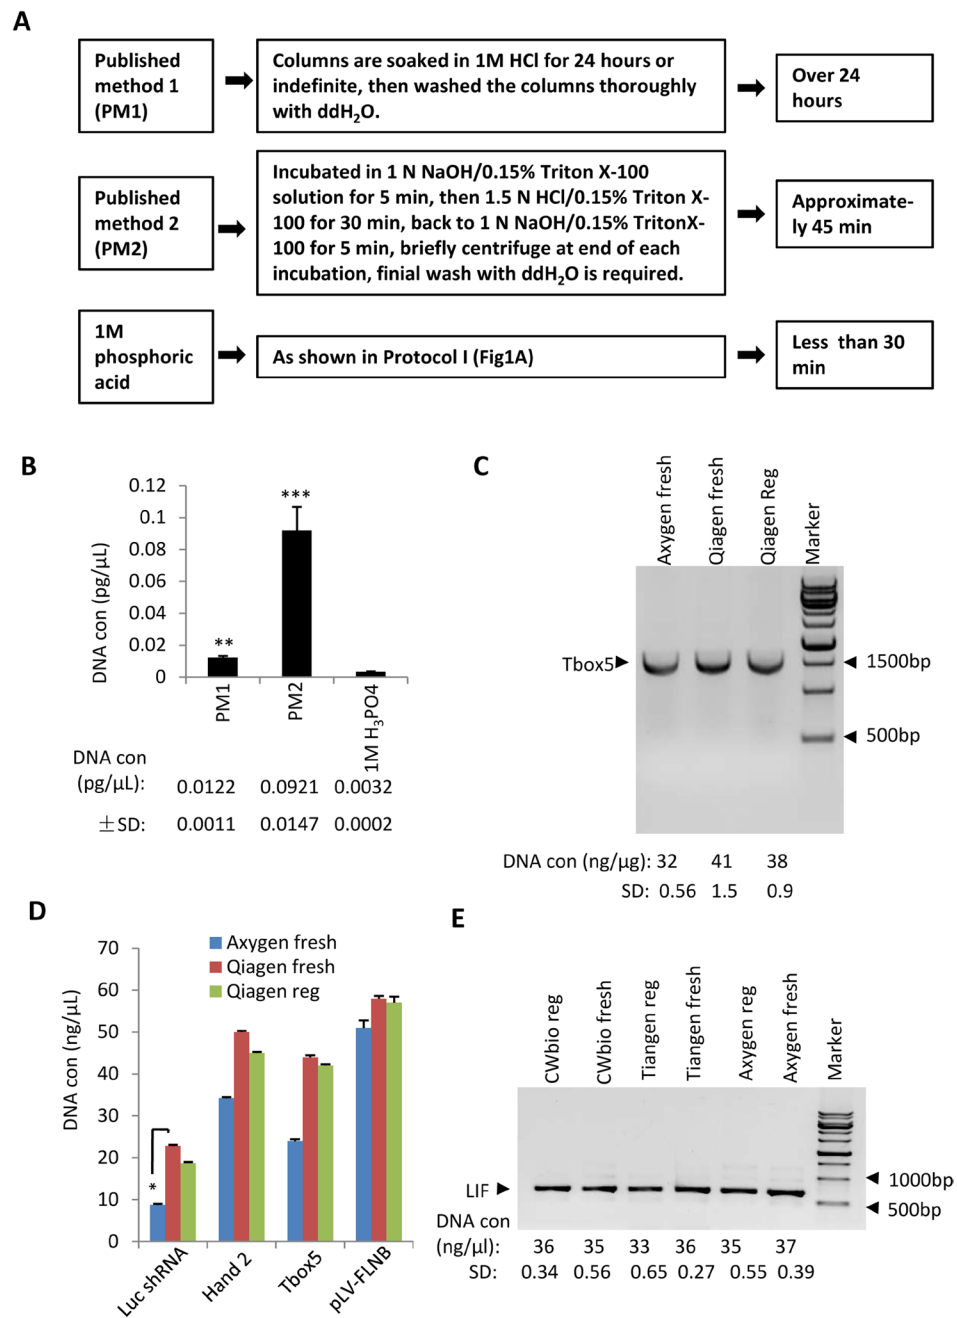 A
Published
method 1
(PM1)
Columns are soaked in 1M HCl for 24 hours or
indefinite, then washed the columns thoroughly
with ddH₂O.
Over 24
hours
Published
method 2
(PM2)
Incubated in 1 N NaOH/0.15% Triton X-100
solution for 5 min, then 1.5 N HCl/0.15% Triton X-
100 for 30 min, back to 1 N NaOH/0.15% TritonX-
100 for 5 min, briefly centrifuge at end of each
incubation, finial wash with ddH₂O is required.
Approximate-
ly 45 min
1M
phosphoric
acid
As shown in Protocol I (Fig1A)
Less than 30
min
B
DNA con (pg/µL)
0.12
0.1
0.08
0.06
0.04
0.02
0
**
***
PM1
PM2
1M H₃PO4
DNA con
(pg/µL):
0.0122 0.0921 0.0032
±SD: 0.0011 0.0147 0.0002
C
Axygen fresh
Qiagen fresh
Qiagen Reg
Marker
Tbox5
1500bp
500bp
DNA con (ng/µg): 32 41 38
SD: 0.56 1.5 0.9
D
DNA con (ng/µL)
70
60
50
40
30
20
10
0
Axygen fresh
Qiagen fresh
Qiagen reg
*
Luc shRNA
Hand 2
Tbox5
pLV-FLNB
E
CWbio reg
CWbio fresh
Tiangen reg
Tiangen fresh
Axygen reg
Axygen fresh
Marker
LIF
1000bp
500bp
DNA con
(ng/µl): 36 35 33 36 35 37
SD: 0.34 0.56 0.65 0.27 0.55 0.39